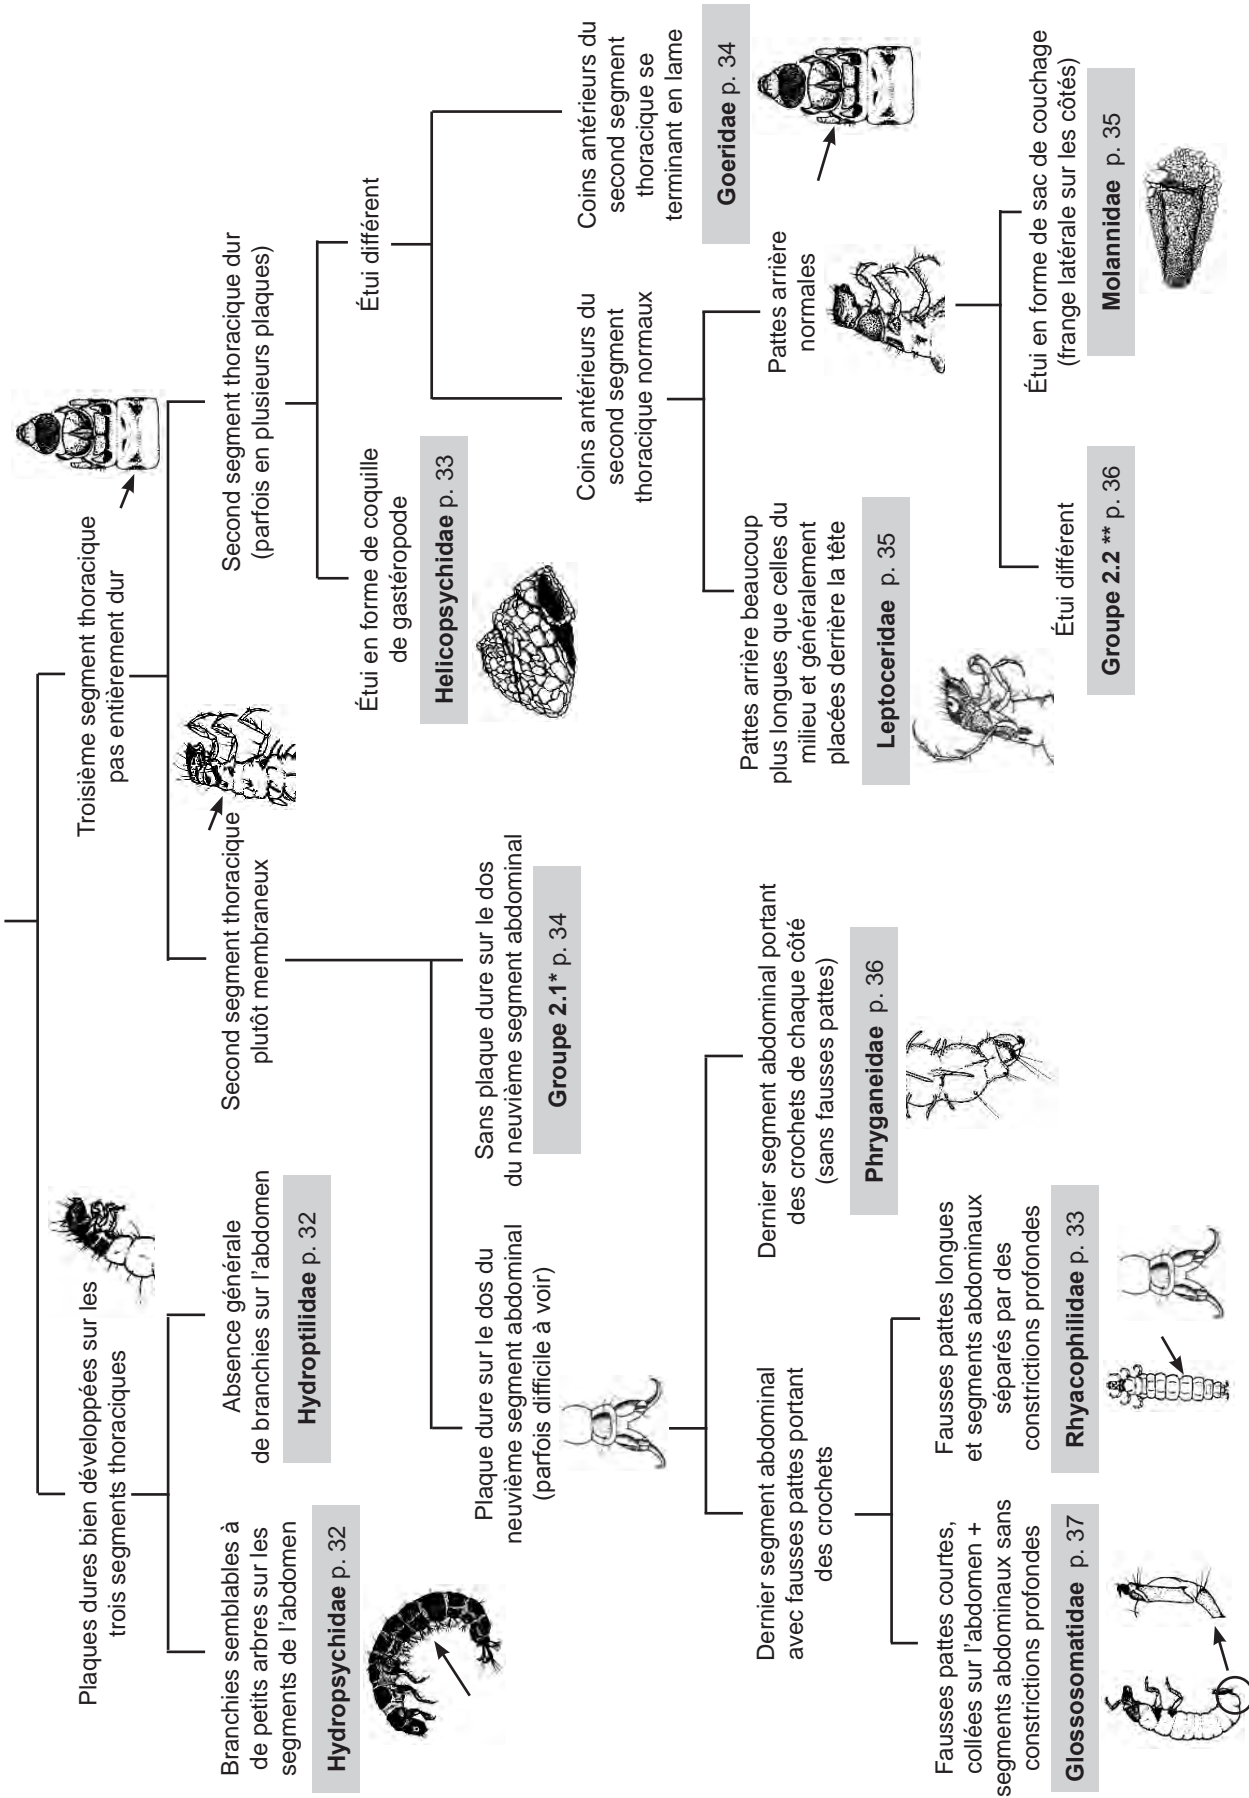 Plaques dures bien développées sur les
trois segments thoraciques
Troisième segment thoracique
pas entièrement dur
Branchies semblables à
de petits arbres sur les
segments de l'abdomen
Hydropsychidae p. 32
Absence générale
de branchies sur l'abdomen
Hydroptilidae p. 32
Second segment thoracique
plutôt membraneux
Second segment thoracique dur
(parfois en plusieurs plaques)
Étui en forme de coquille
de gastéropode
Helicopsychidae p. 33
Étui différent
Plaque dure sur le dos du
neuvième segment abdominal
(parfois difficile à voir)
Sans plaque dure sur le dos
du neuvième segment abdominal
Groupe 2.1* p. 34
Coins antérieurs du
second segment
thoracique normaux
Coins antérieurs du
second segment
thoracique se
terminant en lame
Goeridae p. 34
Dernier segment abdominal
avec fausses pattes portant
des crochets
Dernier segment abdominal portant
des crochets de chaque côté
(sans fausses pattes)
Phryganeidae p. 36
Pattes arrière beaucoup
plus longues que celles du
milieu et généralement
placées derrière la tête
Leptoceridae p. 35
Pattes arrière
normales
Fausses pattes courtes,
collées sur l'abdomen +
segments abdominaux sans
constrictions profondes
Glossosomatidae p. 37
Fausses pattes longues
et segments abdominaux
séparés par des
constrictions profondes
Rhyacophilidae p. 33
Étui différent
Groupe 2.2 ** p. 36
Étui en forme de sac de couchage
(frange latérale sur les côtés)
Molannidae p. 35